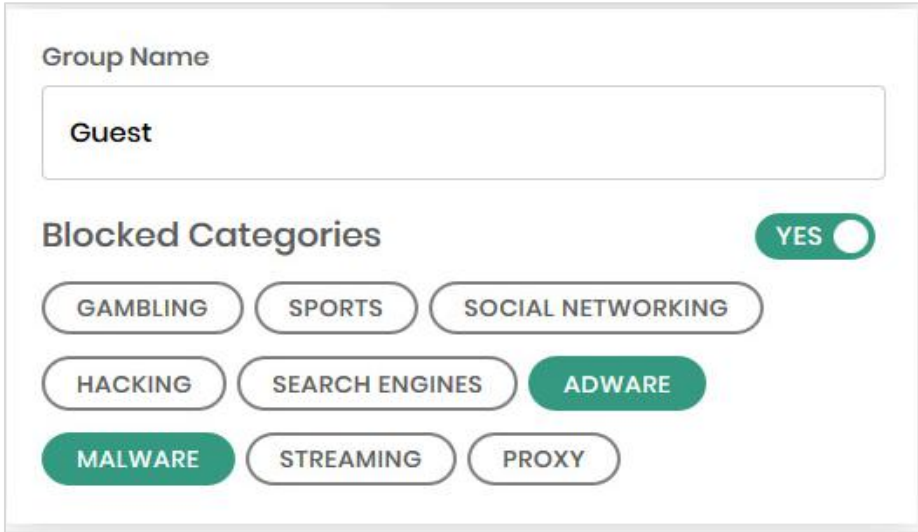 Group Name
Guest
Blocked Categories YES
GAMBLING SPORTS SOCIAL NETWORKING
HACKING SEARCH ENGINES ADWARE
MALWARE STREAMING PROXY